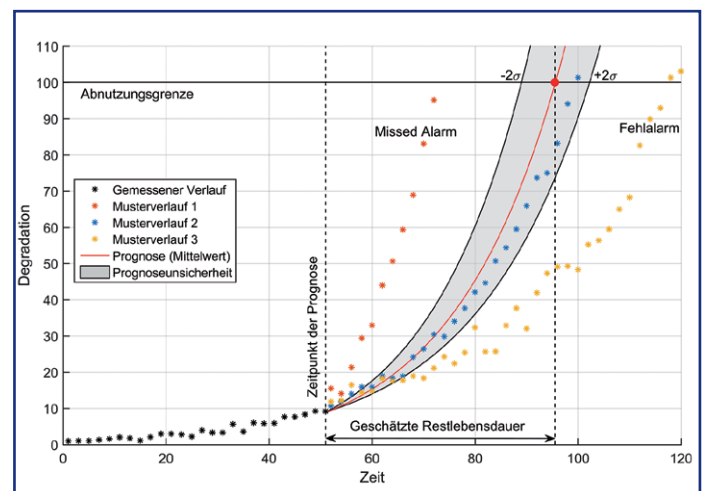 110
100
90
80
70
60
50
40
30
20
10
0
Degradation
-2σ
+2σ
Abnutzungsgrenze
Missed Alarm
Fehlalarm
Gemessener Verlauf
Musterverlauf 1
Musterverlauf 2
Musterverlauf 3
Prognose (Mittelwert)
Prognoseunsicherheit
Zeitpunkt der Prognose
Geschätzte Restlebensdauer
0 20 40 60 80 100 120
Zeit